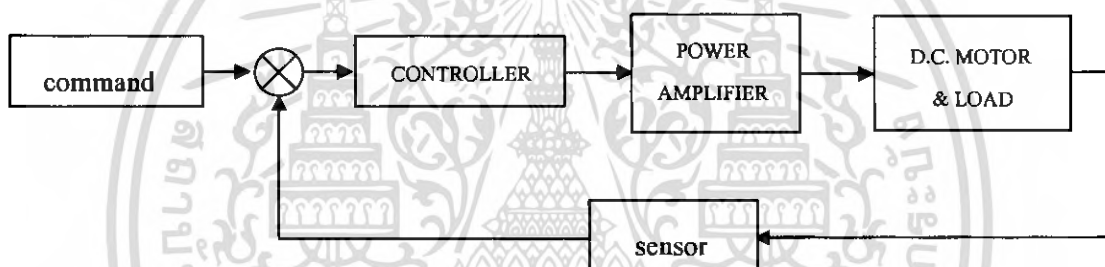 command
CONTROLLER
POWER
AMPLIFIER
D.C. MOTOR
& LOAD
sensor